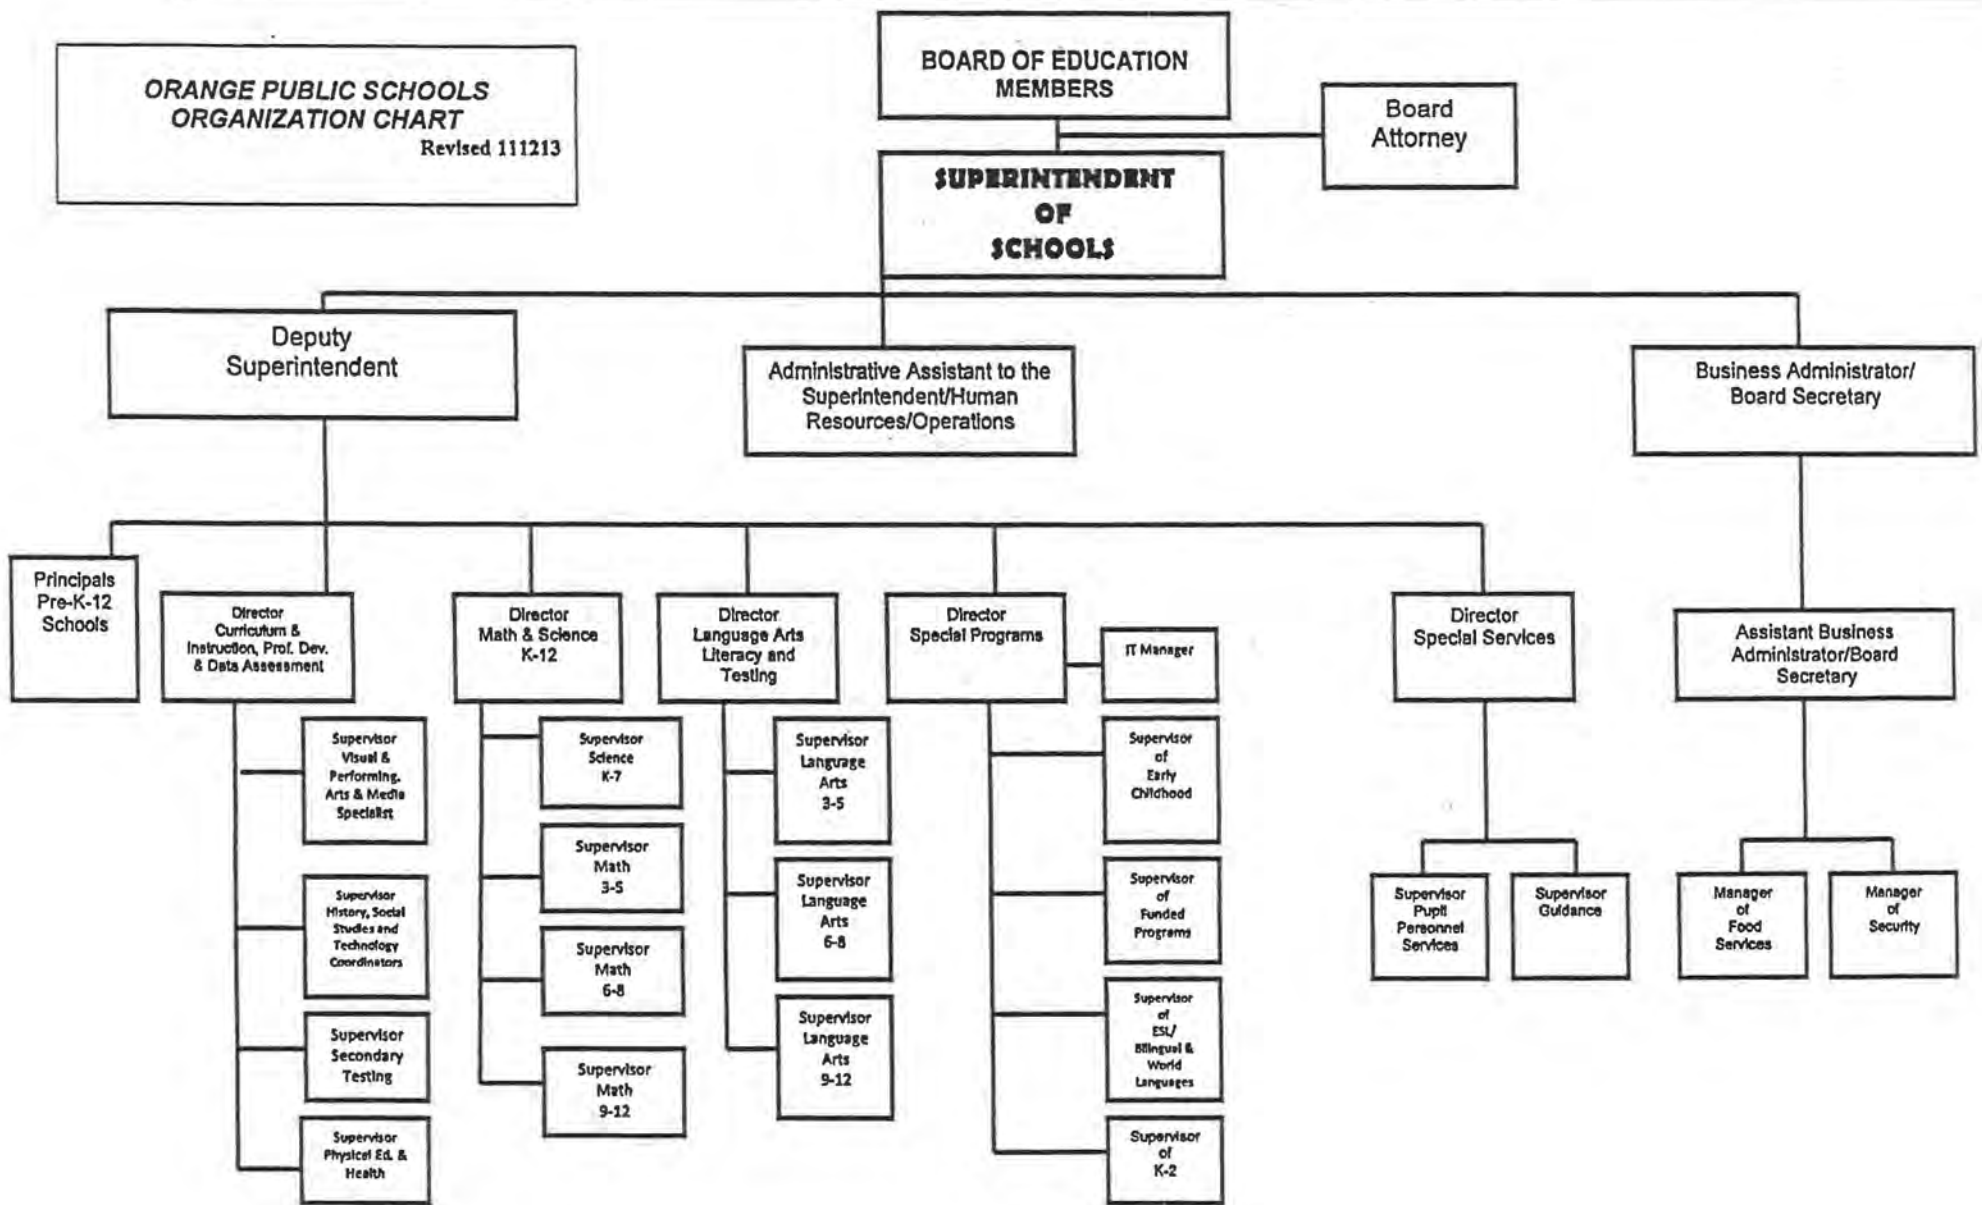 ORANGE PUBLIC SCHOOLS
ORGANIZATION CHART
Revised 111213
BOARD OF EDUCATION
MEMBERS
Board
Attorney
SUPERINTENDENT
OF
SCHOOLS
Deputy
Superintendent
Administrative Assistant to the
Superintendent/Human
Resources/Operations
Business Administrator/
Board Secretary
Principals
Pre-K-12
Schools
Director
Curriculum &
Instruction, Prof. Dev.
& Data Assessment
Director
Math & Science
K-12
Director
Language Arts
Literacy and
Testing
Director
Special Programs
IT Manager
Director
Special Services
Assistant Business
Administrator/Board
Secretary
Supervisor
Visual &
Performing.
Arts & Media
Specialist
Supervisor
History, Social
Studies and
Technology
Coordinators
Supervisor
Secondary
Testing
Supervisor
Physical Ed. &
Health
Supervisor
Science
K-7
Supervisor
Math
3-5
Supervisor
Math
6-8
Supervisor
Math
9-12
Supervisor
Language
Arts
3-5
Supervisor
Language
Arts
6-8
Supervisor
Language
Arts
9-12
Supervisor
of
Early
Childhood
Supervisor
of
Funded
Programs
Supervisor
of
ESL/
Bilingual &
World
Languages
Supervisor
of
K-2
Supervisor
Pupil
Personnel
Services
Supervisor
Guidance
Manager
of
Food
Services
Manager
of
Security